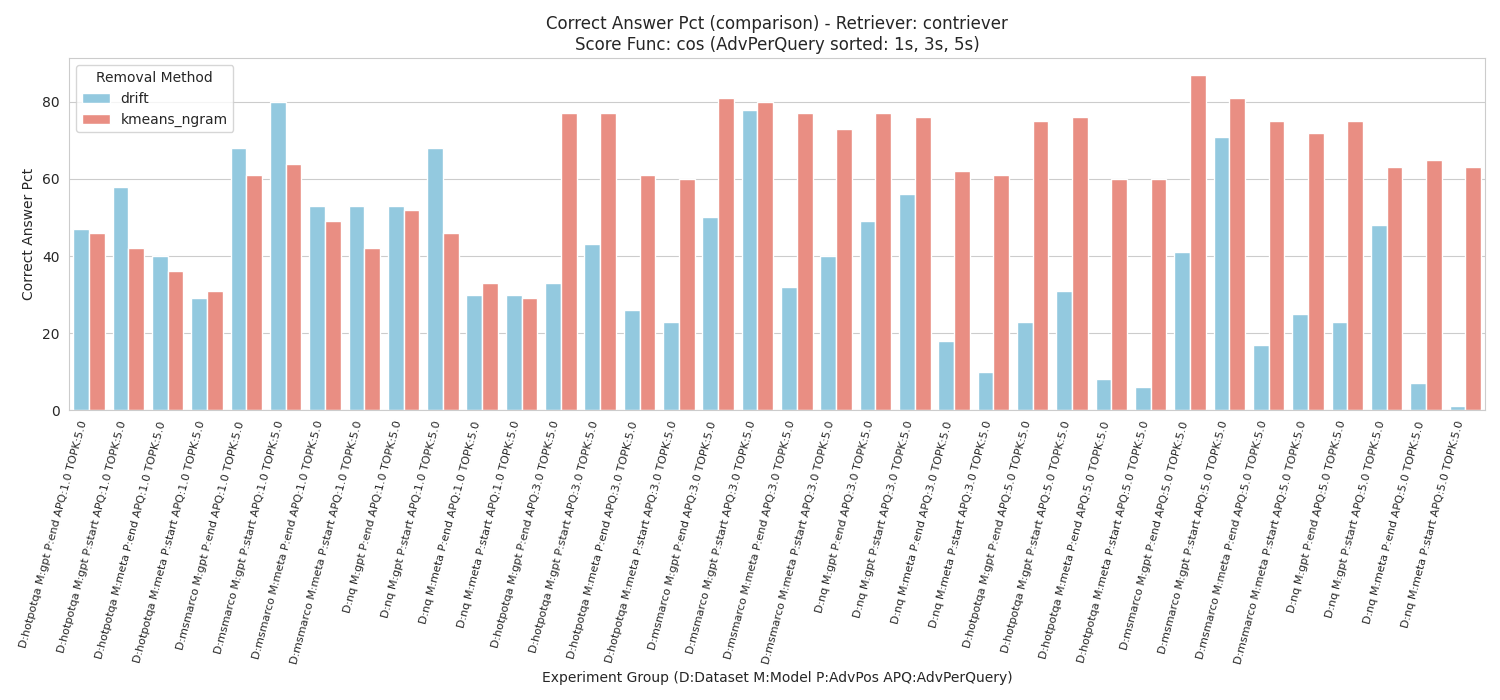 Correct Answer Pct (comparison) - Retriever: contriever
Score Func: cos (AdvPerQuery sorted: 1s, 3s, 5s)
Removal Method
drift
kmeans_ngram
Correct Answer Pct
80
60
40
20
0
D:hotpotqa M:gpt P:end APQ:1.0 TOPK:5.0
D:hotpotqa M:gpt P:start APQ:1.0 TOPK:5.0
D:hotpotqa M:meta P:end APQ:1.0 TOPK:5.0
D:hotpotqa M:meta P:start APQ:1.0 TOPK:5.0
D:msmarco M:gpt P:end APQ:1.0 TOPK:5.0
D:msmarco M:gpt P:start APQ:1.0 TOPK:5.0
D:msmarco M:meta P:end APQ:1.0 TOPK:5.0
D:msmarco M:meta P:start APQ:1.0 TOPK:5.0
D:nq M:gpt P:end APQ:1.0 TOPK:5.0
D:nq M:gpt P:start APQ:1.0 TOPK:5.0
D:nq M:meta P:end APQ:1.0 TOPK:5.0
D:nq M:meta P:start APQ:1.0 TOPK:5.0
D:hotpotqa M:gpt P:end APQ:3.0 TOPK:5.0
D:hotpotqa M:gpt P:start APQ:3.0 TOPK:5.0
D:hotpotqa M:meta P:end APQ:3.0 TOPK:5.0
D:hotpotqa M:meta P:start APQ:3.0 TOPK:5.0
D:msmarco M:gpt P:end APQ:3.0 TOPK:5.0
D:msmarco M:gpt P:start APQ:3.0 TOPK:5.0
D:msmarco M:meta P:end APQ:3.0 TOPK:5.0
D:msmarco M:meta P:start APQ:3.0 TOPK:5.0
D:nq M:gpt P:end APQ:3.0 TOPK:5.0
D:nq M:gpt P:start APQ:3.0 TOPK:5.0
D:nq M:meta P:end APQ:3.0 TOPK:5.0
D:nq M:meta P:start APQ:3.0 TOPK:5.0
D:hotpotqa M:gpt P:end APQ:5.0 TOPK:5.0
D:hotpotqa M:gpt P:start APQ:5.0 TOPK:5.0
D:hotpotqa M:meta P:end APQ:5.0 TOPK:5.0
D:hotpotqa M:meta P:start APQ:5.0 TOPK:5.0
D:msmarco M:gpt P:end APQ:5.0 TOPK:5.0
D:msmarco M:gpt P:start APQ:5.0 TOPK:5.0
D:msmarco M:meta P:end APQ:5.0 TOPK:5.0
D:msmarco M:meta P:start APQ:5.0 TOPK:5.0
D:nq M:gpt P:end APQ:5.0 TOPK:5.0
D:nq M:gpt P:start APQ:5.0 TOPK:5.0
D:nq M:meta P:end APQ:5.0 TOPK:5.0
D:nq M:meta P:start APQ:5.0 TOPK:5.0
Experiment Group (D:Dataset M:Model P:AdvPos APQ:AdvPerQuery)